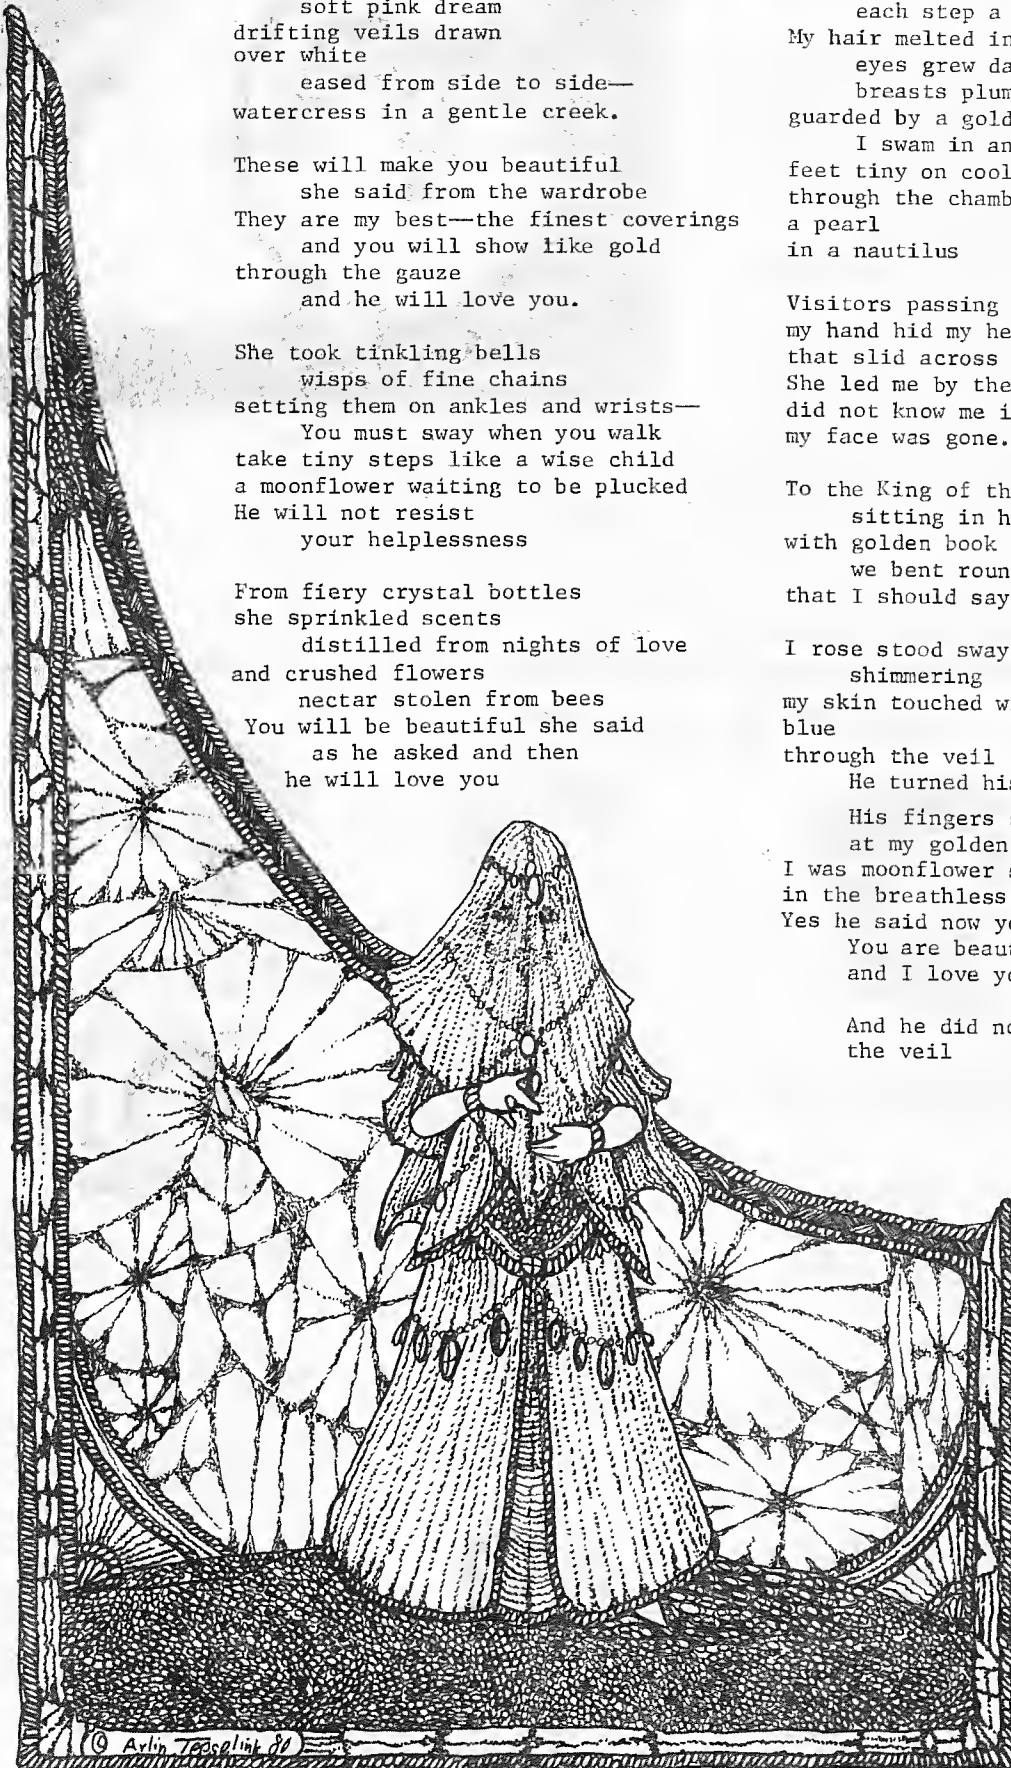 soft pink dream
drifting veils drawn
over white
eased from side to side—
watercress in a gentle creek.

These will make you beautiful
she said from the wardrobe
They are my best—the finest coverings
and you will show like gold
through the gauze
and he will love you.

She took tinkling bells
wisps of fine chains
setting them on ankles and wrists—
You must sway when you walk
take tiny steps like a wise child
a moonflower waiting to be plucked
He will not resist
your helplessness

From fiery crystal bottles
she sprinkled scents
distilled from nights of love
and crushed flowers
nectar stolen from bees
You will be beautiful she said
as he asked and then
he will love you

each step a
My hair melted in
eyes grew da
breasts plum
guarded by a gold
I swam in an
feet tiny on cool
through the chamb
a pearl
in a nautilus

Visitors passing
my hand hid my he
that slid across
She led me by the
did not know me i
my face was gone.

To the King of th
sitting in h
with golden book
we bent roun
that I should say

I rose stood sway
shimmering
my skin touched w
blue
through the veil
He turned his
His fingers
at my golden
I was moonflower
in the breathless
Yes he said now yo
You are beau
and I love yo

And he did no
the veil

© Arlin 80